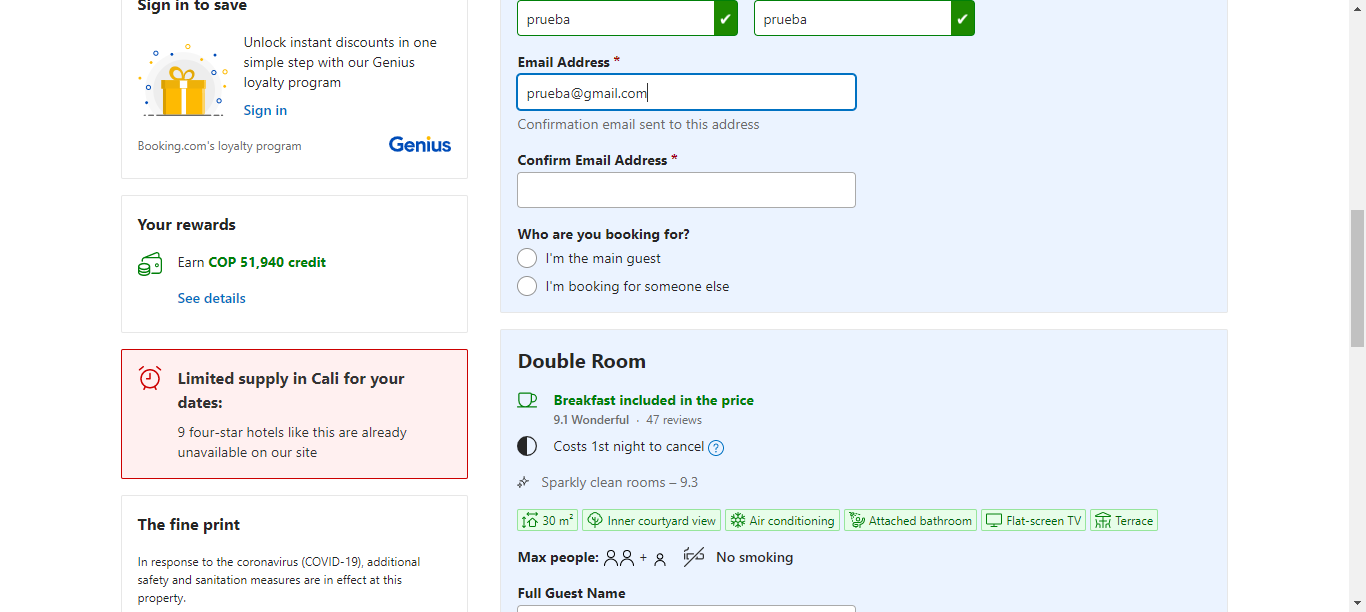 Sign in to save
Unlock instant discounts in one
simple step with our Genius
loyalty program
Sign in
Booking.com's loyalty program
Genius
Your rewards
Earn COP 51,940 credit
See details
Limited supply in Cali for your
dates:
9 four-star hotels like this are already
unavailable on our site
The fine print
In response to the coronavirus (COVID-19), additional
safety and sanitation measures are in effect at this
property.
prueba
prueba
Email Address *
prueba@gmail.com
Confirmation email sent to this address
Confirm Email Address *
Who are you booking for?
I'm the main guest
I'm booking for someone else
Double Room
Breakfast included in the price
9.1 Wonderful · 47 reviews
Costs 1st night to cancel ?
Sparkly clean rooms – 9.3
30 m² Inner courtyard view Air conditioning Attached bathroom Flat-screen TV Terrace
Max people: + No smoking
Full Guest Name